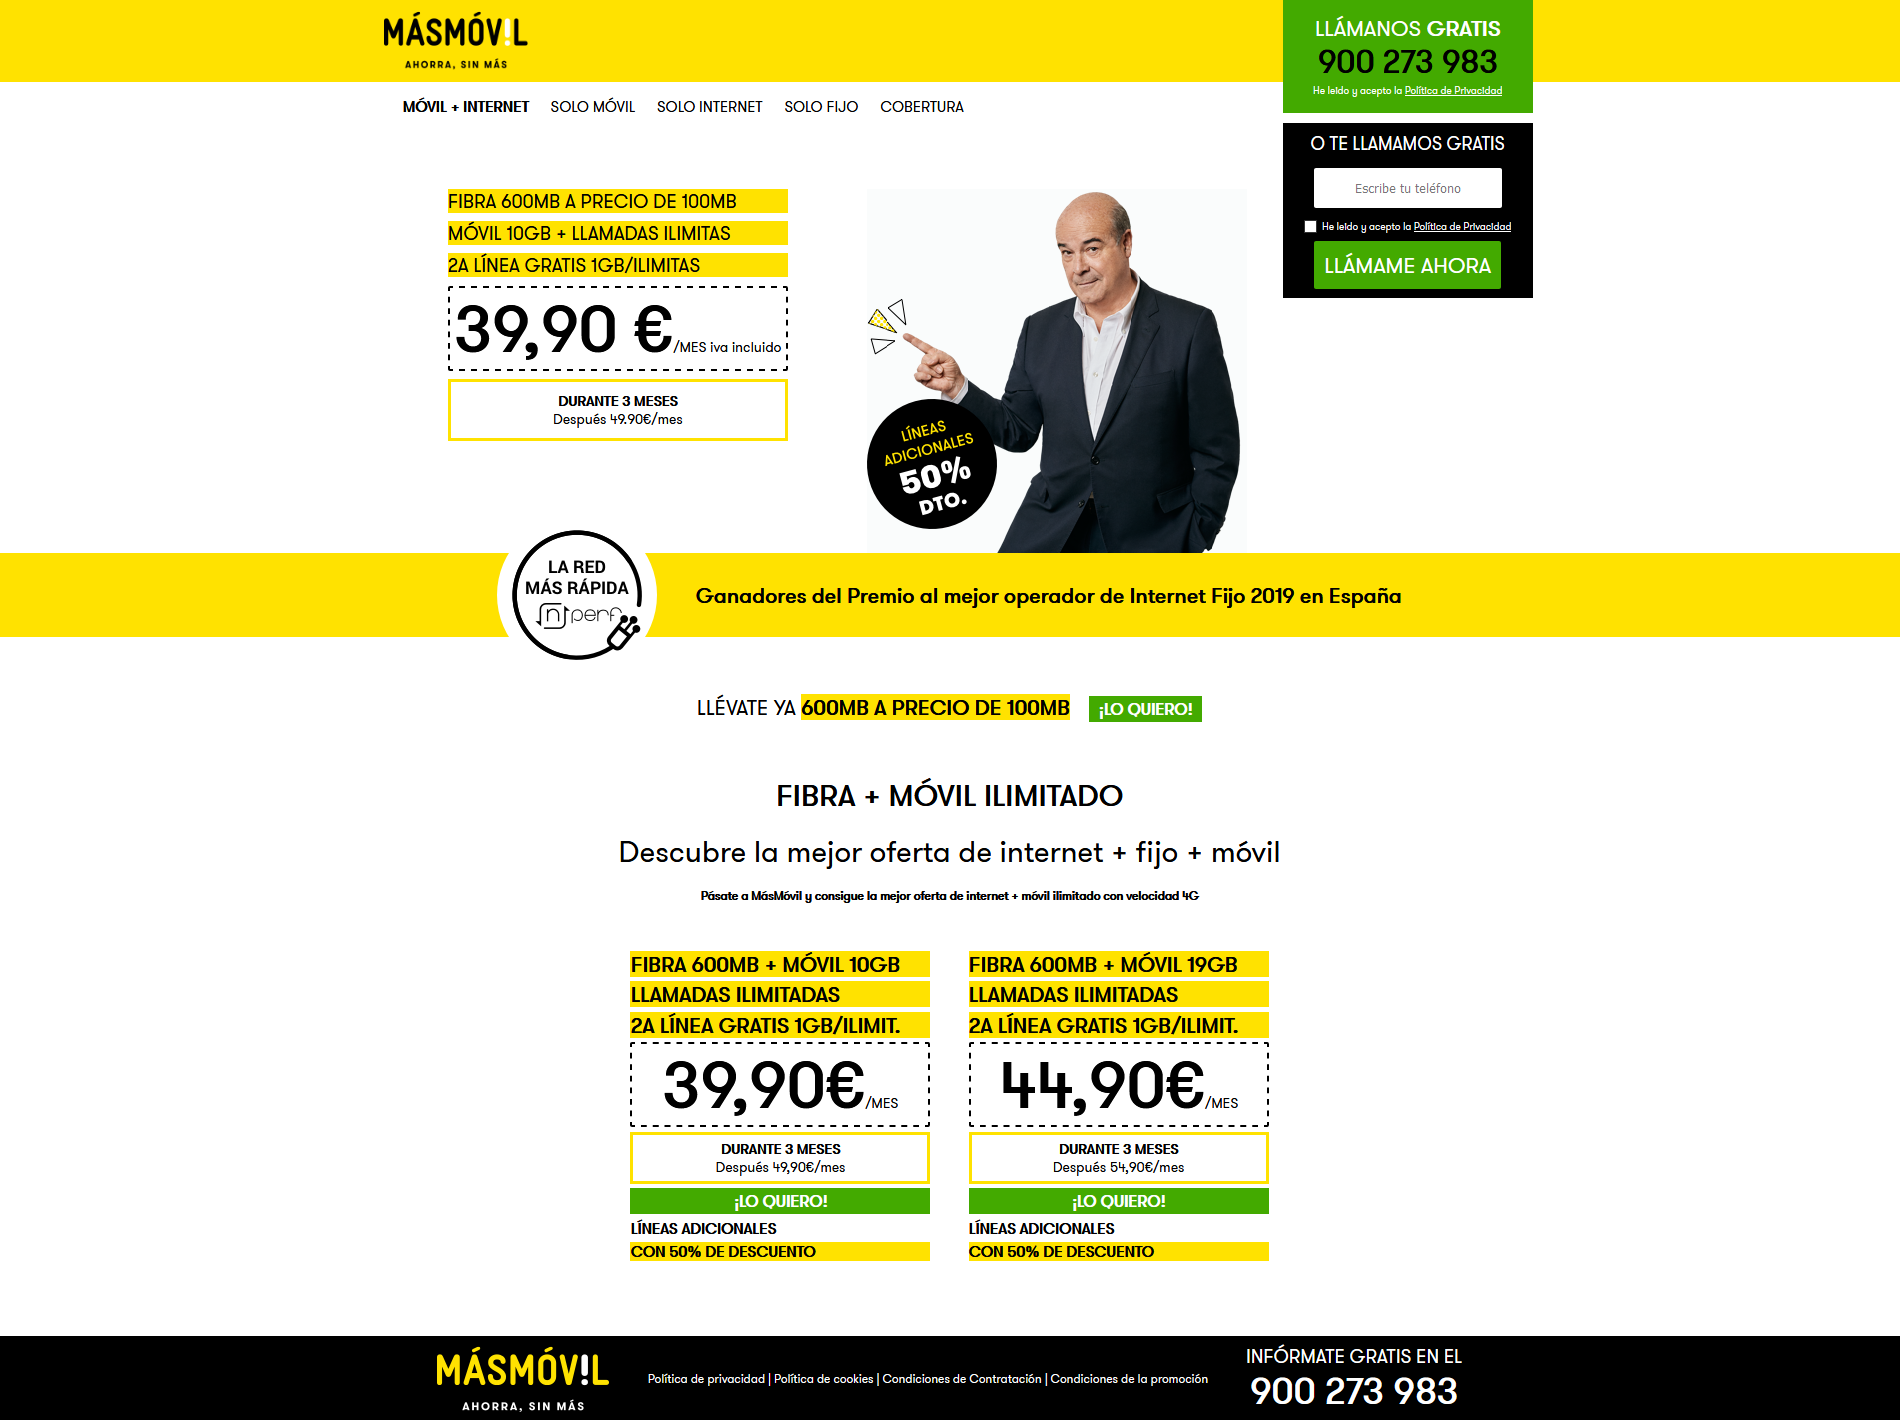 MÁSMÓV!L
AHORRA, SIN MÁS
LLÁMANOS GRATIS
900 273 983
He leido y acepto la Política de Privacidad
MÓVIL + INTERNET
SOLO MÓVIL
SOLO INTERNET
SOLO FIJO
COBERTURA
O TE LLAMAMOS GRATIS
Escribe tu teléfono
He leido y acepto la Política de Privacidad
LLÁMAME AHORA
FIBRA 600MB A PRECIO DE 100MB
MÓVIL 10GB + LLAMADAS ILIMITAS
2A LÍNEA GRATIS 1GB/ILIMITAS
39,90 €/MES iva incluido
DURANTE 3 MESES
Después 49.90€/mes
LÍNEAS
ADICIONALES
50%
DTO.
LA RED
MÁS RÁPIDA
nperf
Ganadores del Premio al mejor operador de Internet Fijo 2019 en España
LLÉVATE YA 600MB A PRECIO DE 100MB
¡LO QUIERO!
FIBRA + MÓVIL ILIMITADO
Descubre la mejor oferta de internet + fijo + móvil
Pásate a MásMóvil y consigue la mejor oferta de internet + móvil ilimitado con velocidad 4G
FIBRA 600MB + MÓVIL 10GB
LLAMADAS ILIMITADAS
2A LÍNEA GRATIS 1GB/ILIMIT.
39,90€/MES
DURANTE 3 MESES
Después 49,90€/mes
¡LO QUIERO!
LÍNEAS ADICIONALES
CON 50% DE DESCUENTO
FIBRA 600MB + MÓVIL 19GB
LLAMADAS ILIMITADAS
2A LÍNEA GRATIS 1GB/ILIMIT.
44,90€/MES
DURANTE 3 MESES
Después 54,90€/mes
¡LO QUIERO!
LÍNEAS ADICIONALES
CON 50% DE DESCUENTO
MÁSMÓV!L
AHORRA, SIN MÁS
Política de privacidad | Política de cookies | Condiciones de Contratación | Condiciones de la promoción
INFÓRMATE GRATIS EN EL
900 273 983